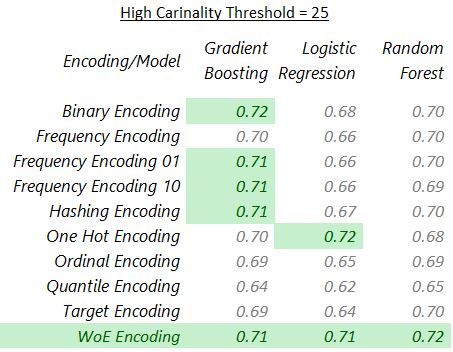 High Carinality Threshold = 25
Encoding/Model Gradient Boosting Logistic Regression Random Forest
Binary Encoding 0.72 0.68 0.70
Frequency Encoding 0.70 0.66 0.70
Frequency Encoding 01 0.71 0.66 0.70
Frequency Encoding 10 0.71 0.66 0.69
Hashing Encoding 0.71 0.67 0.70
One Hot Encoding 0.70 0.72 0.68
Ordinal Encoding 0.69 0.65 0.69
Quantile Encoding 0.64 0.62 0.65
Target Encoding 0.69 0.64 0.70
WoE Encoding 0.71 0.71 0.72